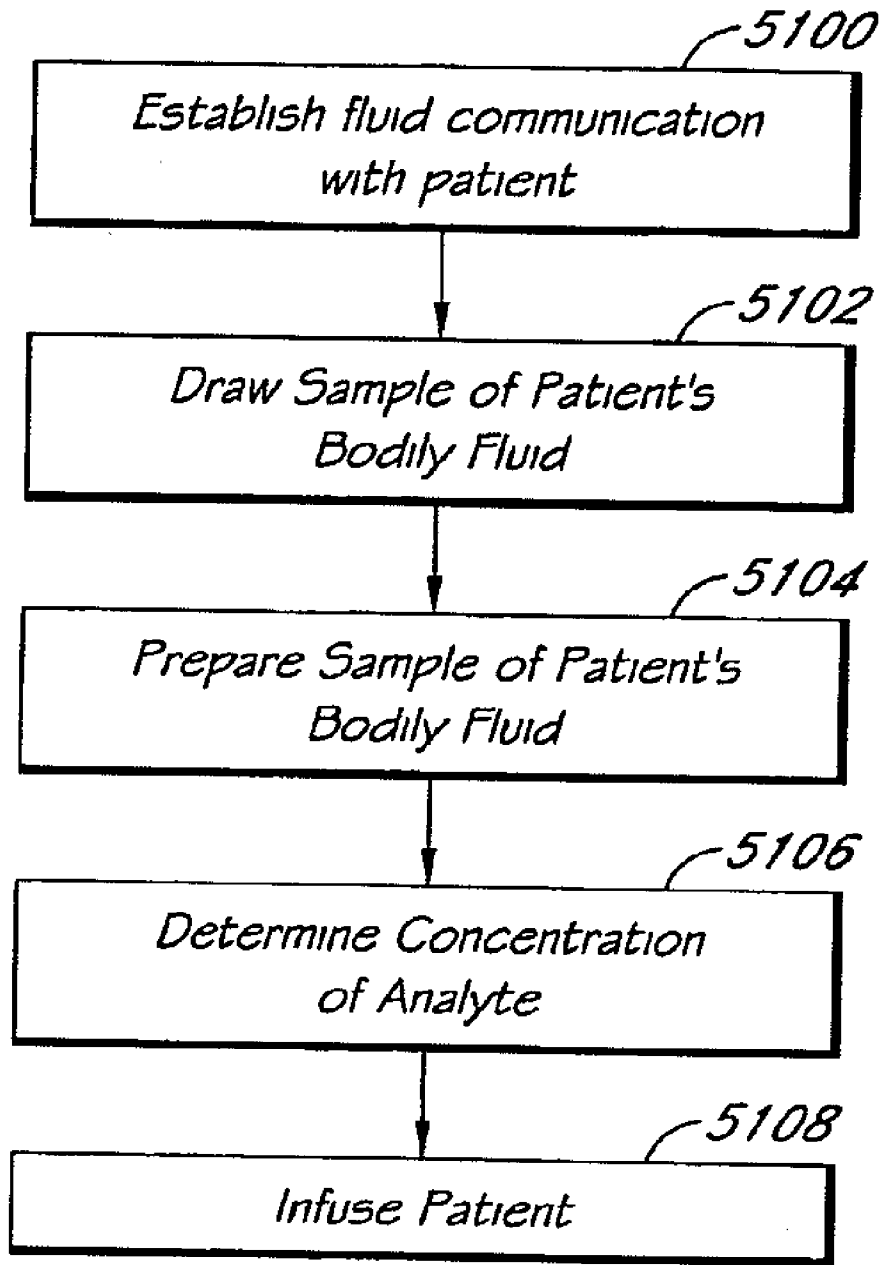 5100
Establish fluid communication
with patient
5102
Draw Sample of Patient's
Bodily Fluid
5104
Prepare Sample of Patient's
Bodily Fluid
5106
Determine Concentration
of Analyte
5108
Infuse Patient